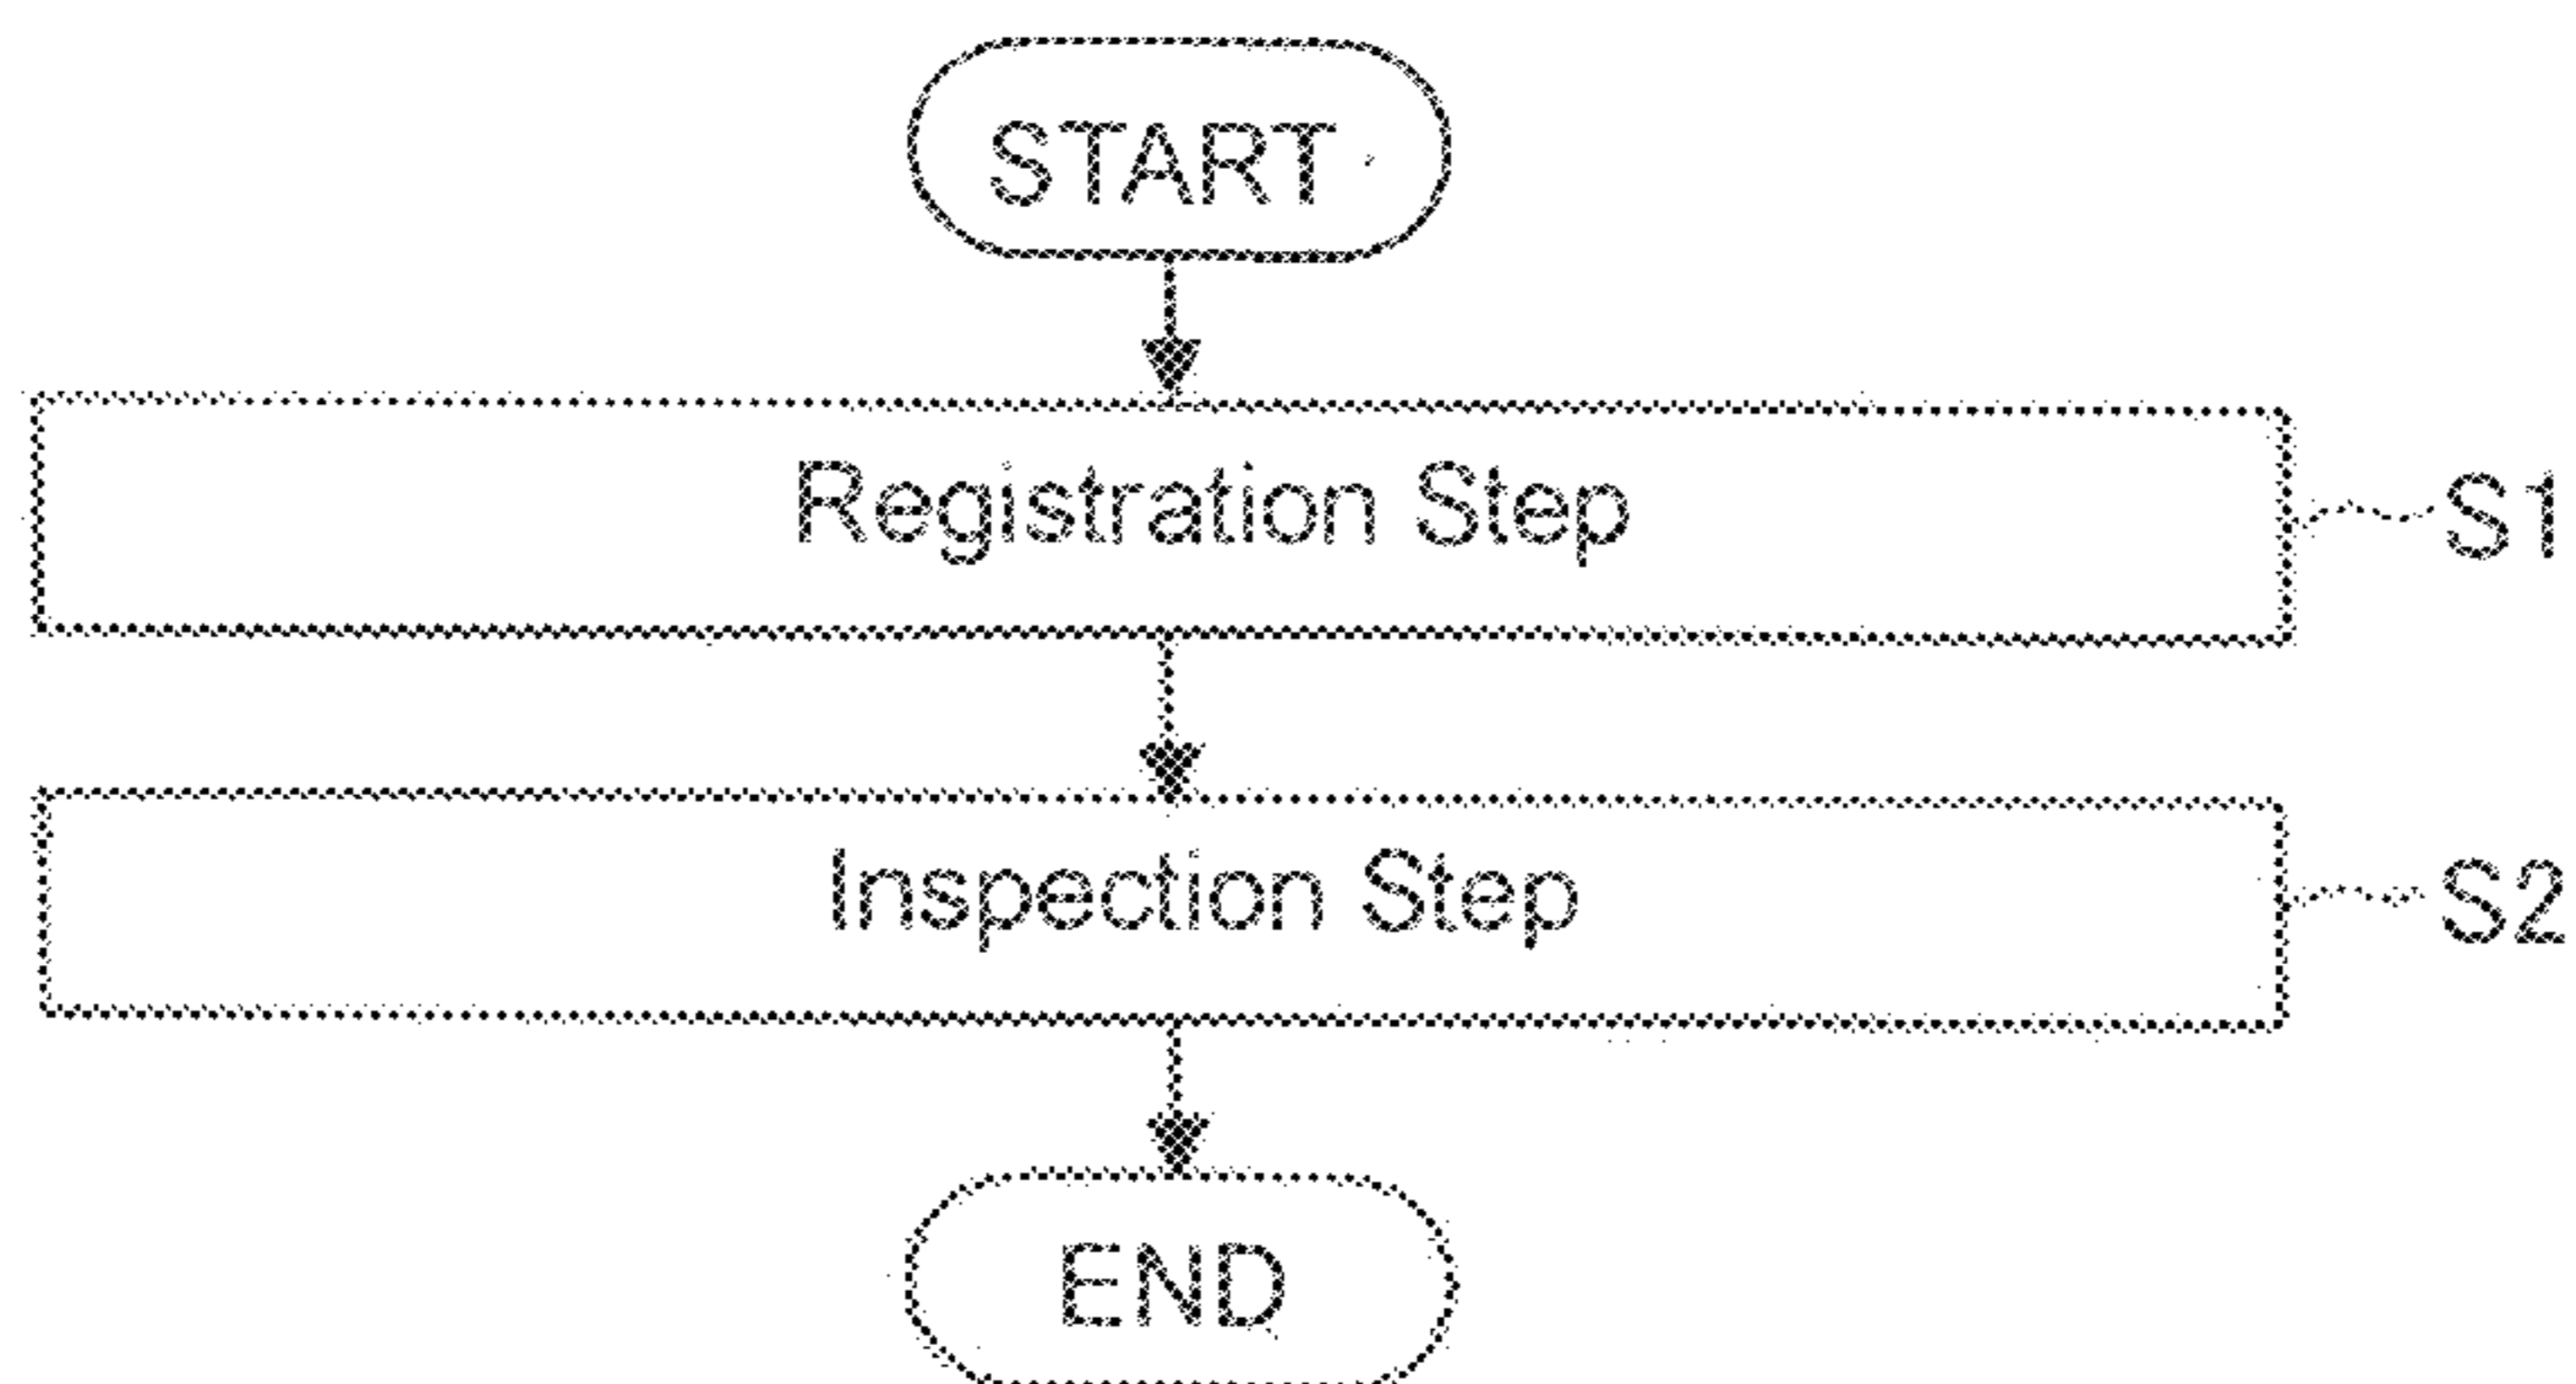 START
Registration Step
S1
Inspection Step
S2
END